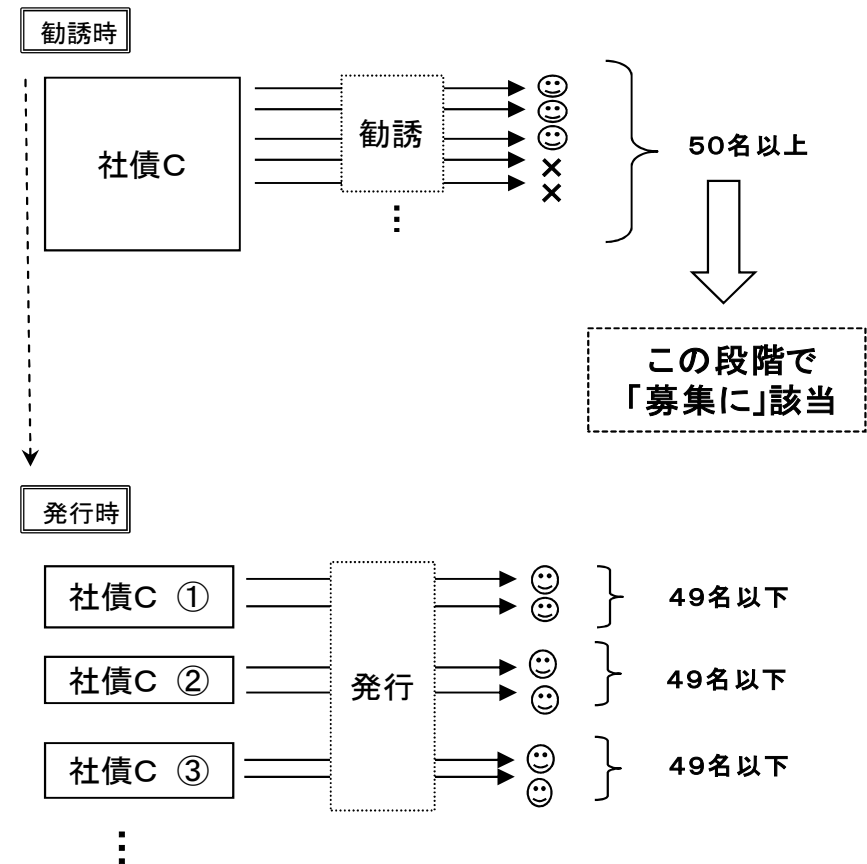 勧誘時
社債C
勧誘
50名以上
この段階で
「募集に」該当
発行時
社債C ①
社債C ②
社債C ③
発行
49名以下
49名以下
49名以下